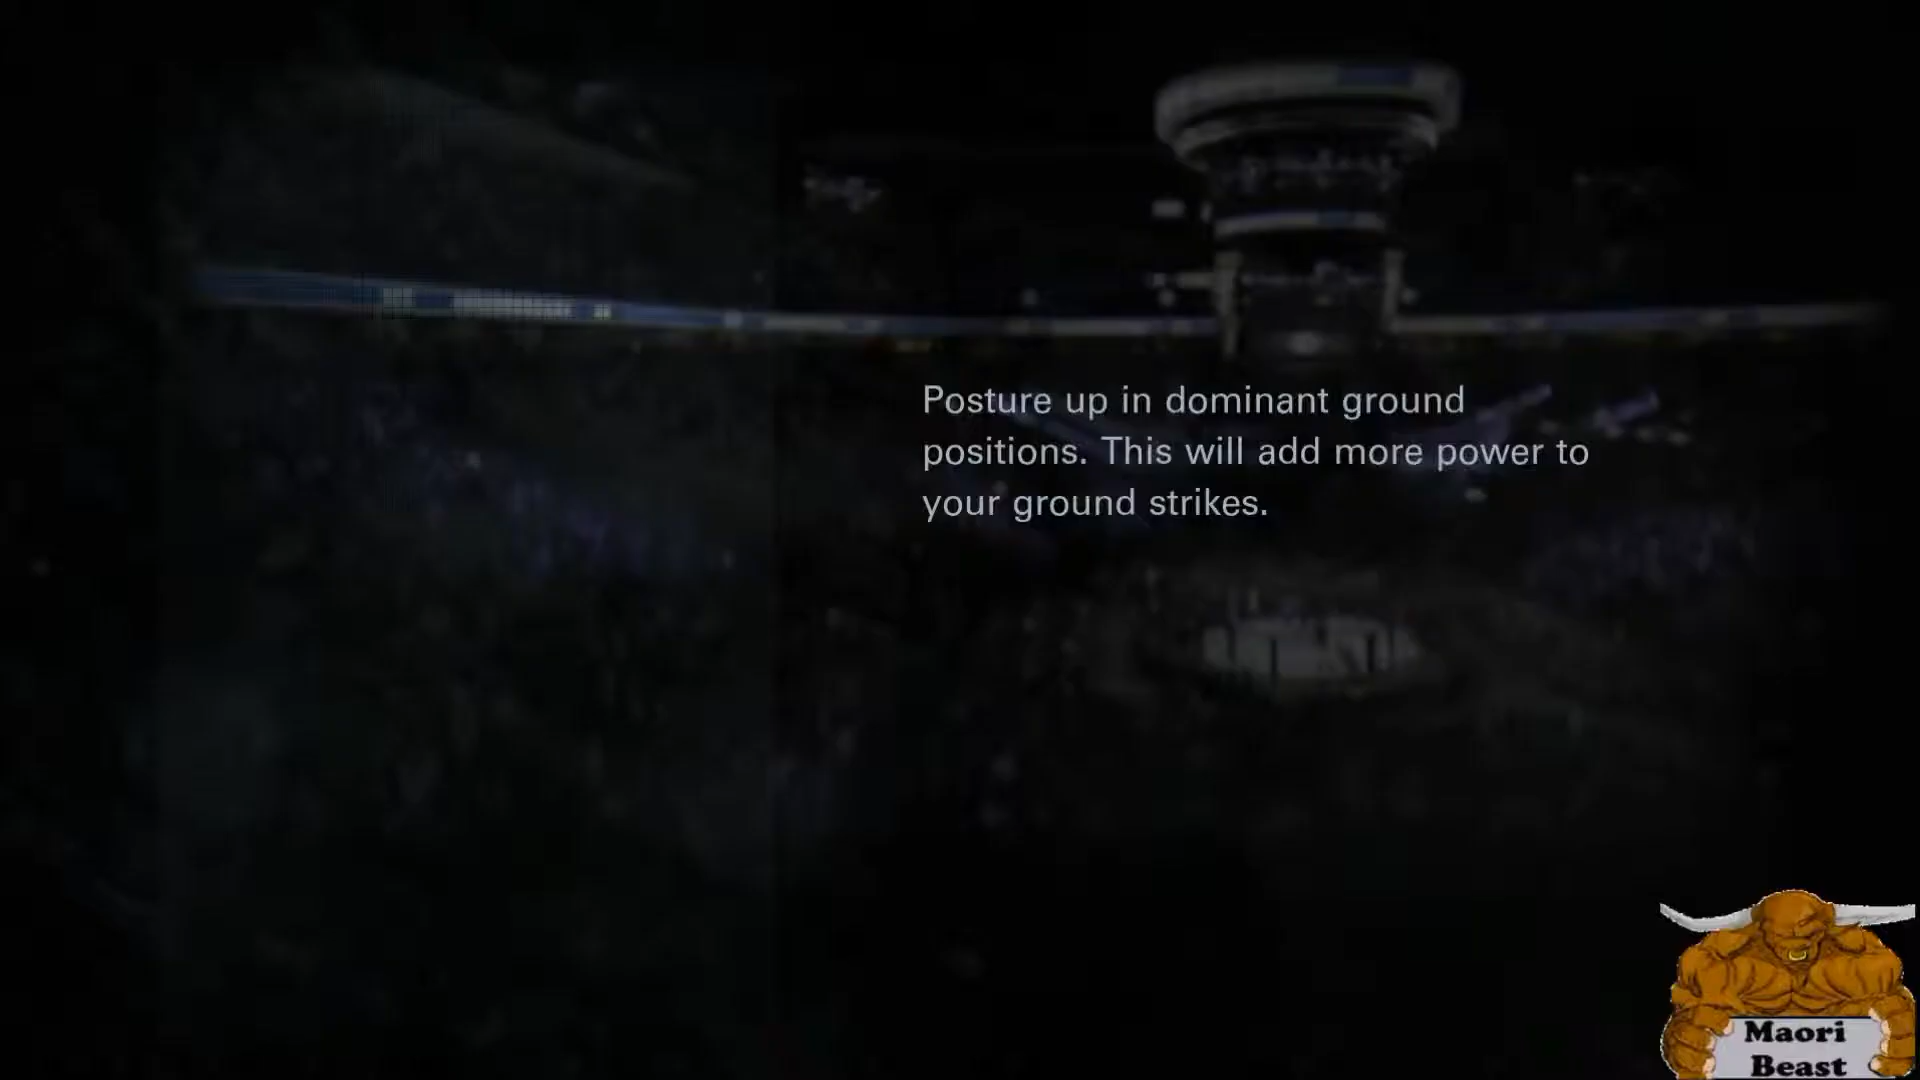 Posture up in dominant ground
positions. This will add more power to
your ground strikes.
Maori
Beast